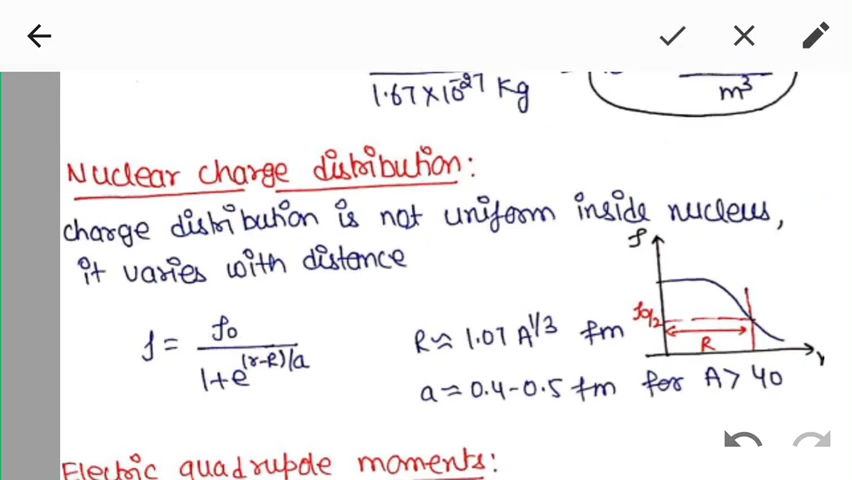 1.67×10⁻²⁷ Kg
m³
Nuclear charge distribution:
charge distribution is not uniform inside nucleus,
it varies with distance
ρ = ρ₀ / 1+e^(r-R)/a
R≈ 1.07 A^1/3 fm
a ≈ 0.4-0.5 fm for A> 40
ρ
ρ₀/2
R
r
Electric quadrupole moments: